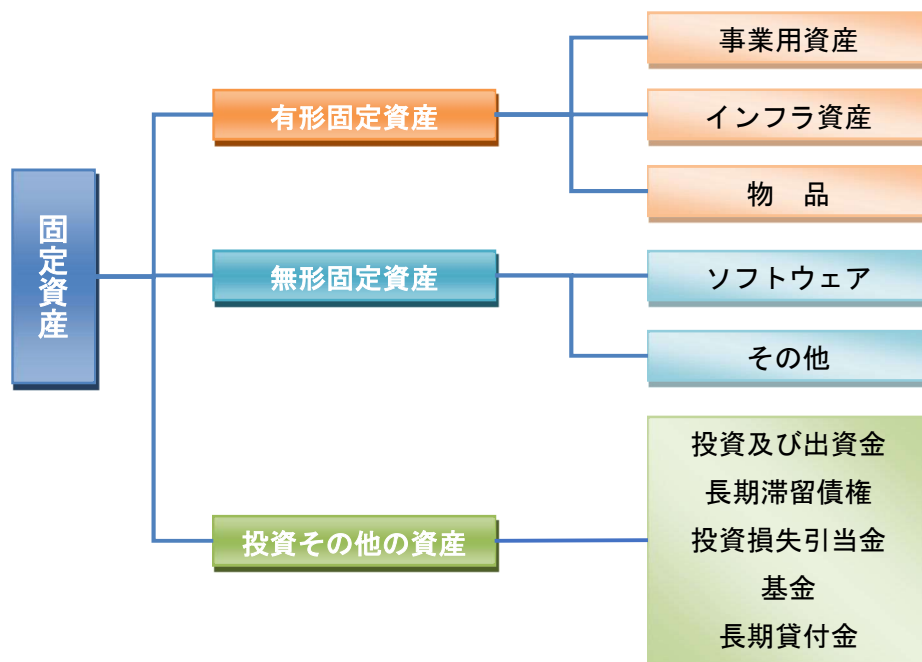 固定資産
有形固定資産
事業用資産
インフラ資産
物　品
無形固定資産
ソフトウェア
その他
投資その他の資産
投資及び出資金
長期滞留債権
投資損失引当金
基金
長期貸付金